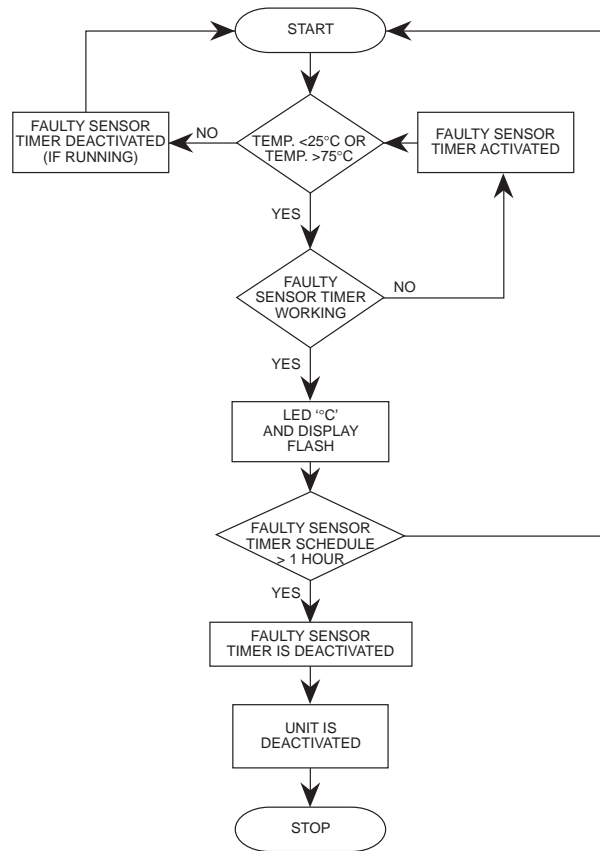 START
FAULTY SENSOR
TIMER DEACTIVATED
(IF RUNNING)
NO
TEMP. <25°C OR
TEMP. >75°C
FAULTY SENSOR
TIMER ACTIVATED
YES
FAULTY
SENSOR TIMER
WORKING
NO
YES
LED ‘°C’
AND DISPLAY
FLASH
FAULTY SENSOR
TIMER SCHEDULE
> 1 HOUR
YES
FAULTY SENSOR
TIMER IS DEACTIVATED
UNIT IS
DEACTIVATED
STOP